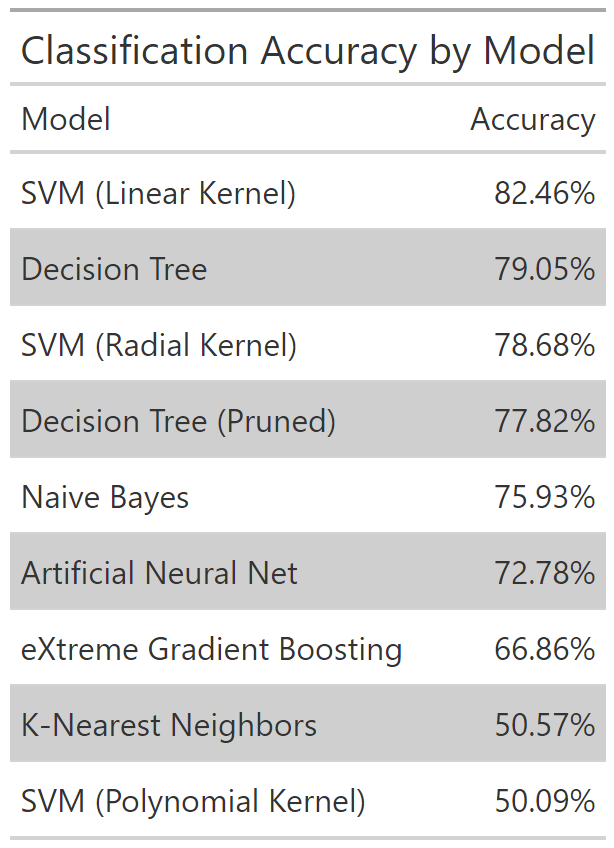 Classification Accuracy by Model
Model Accuracy
SVM (Linear Kernel) 82.46%
Decision Tree 79.05%
SVM (Radial Kernel) 78.68%
Decision Tree (Pruned) 77.82%
Naive Bayes 75.93%
Artificial Neural Net 72.78%
eXtreme Gradient Boosting 66.86%
K-Nearest Neighbors 50.57%
SVM (Polynomial Kernel) 50.09%